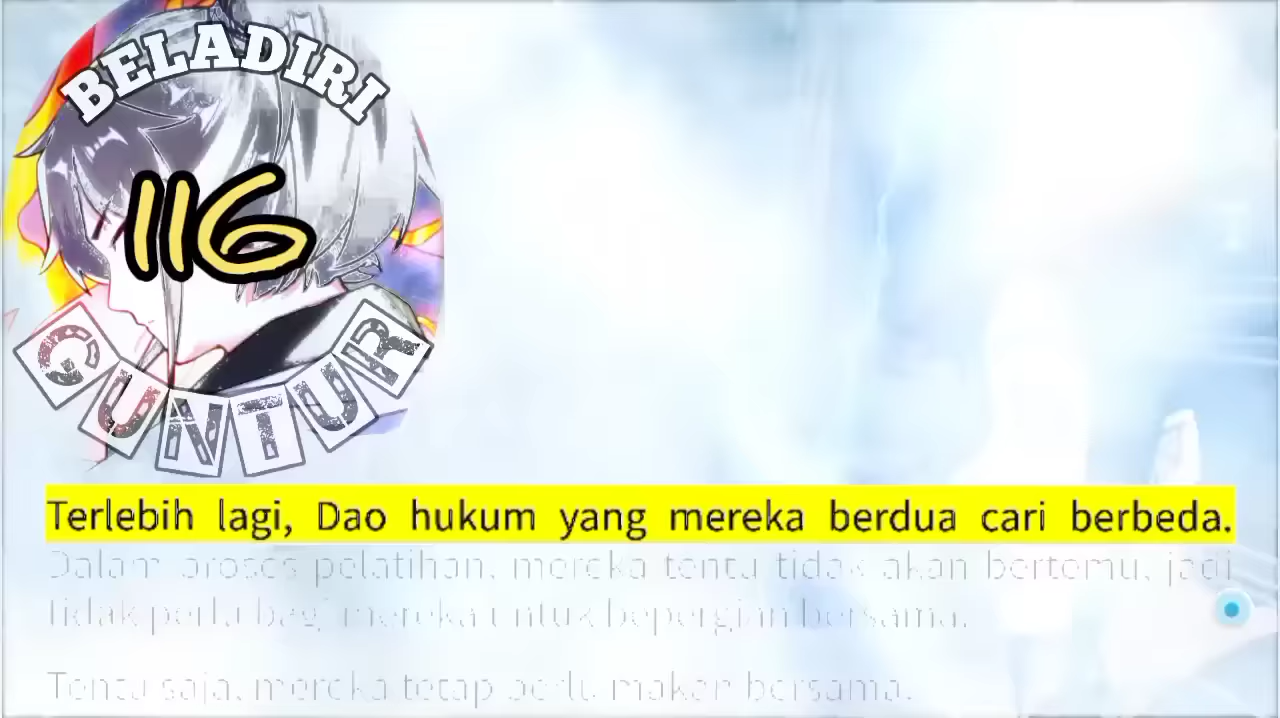 BELADIRI
116
GUNTUR
Terlebih lagi, Dao hukum yang mereka berdua cari berbeda.
Dalam proses pelatihan, mereka tentu tidak akan bertemu, jadi
tidak perlu bagi mereka untuk bepergian bersama.
Tentu saja, mereka tetap perlu makan bersama.